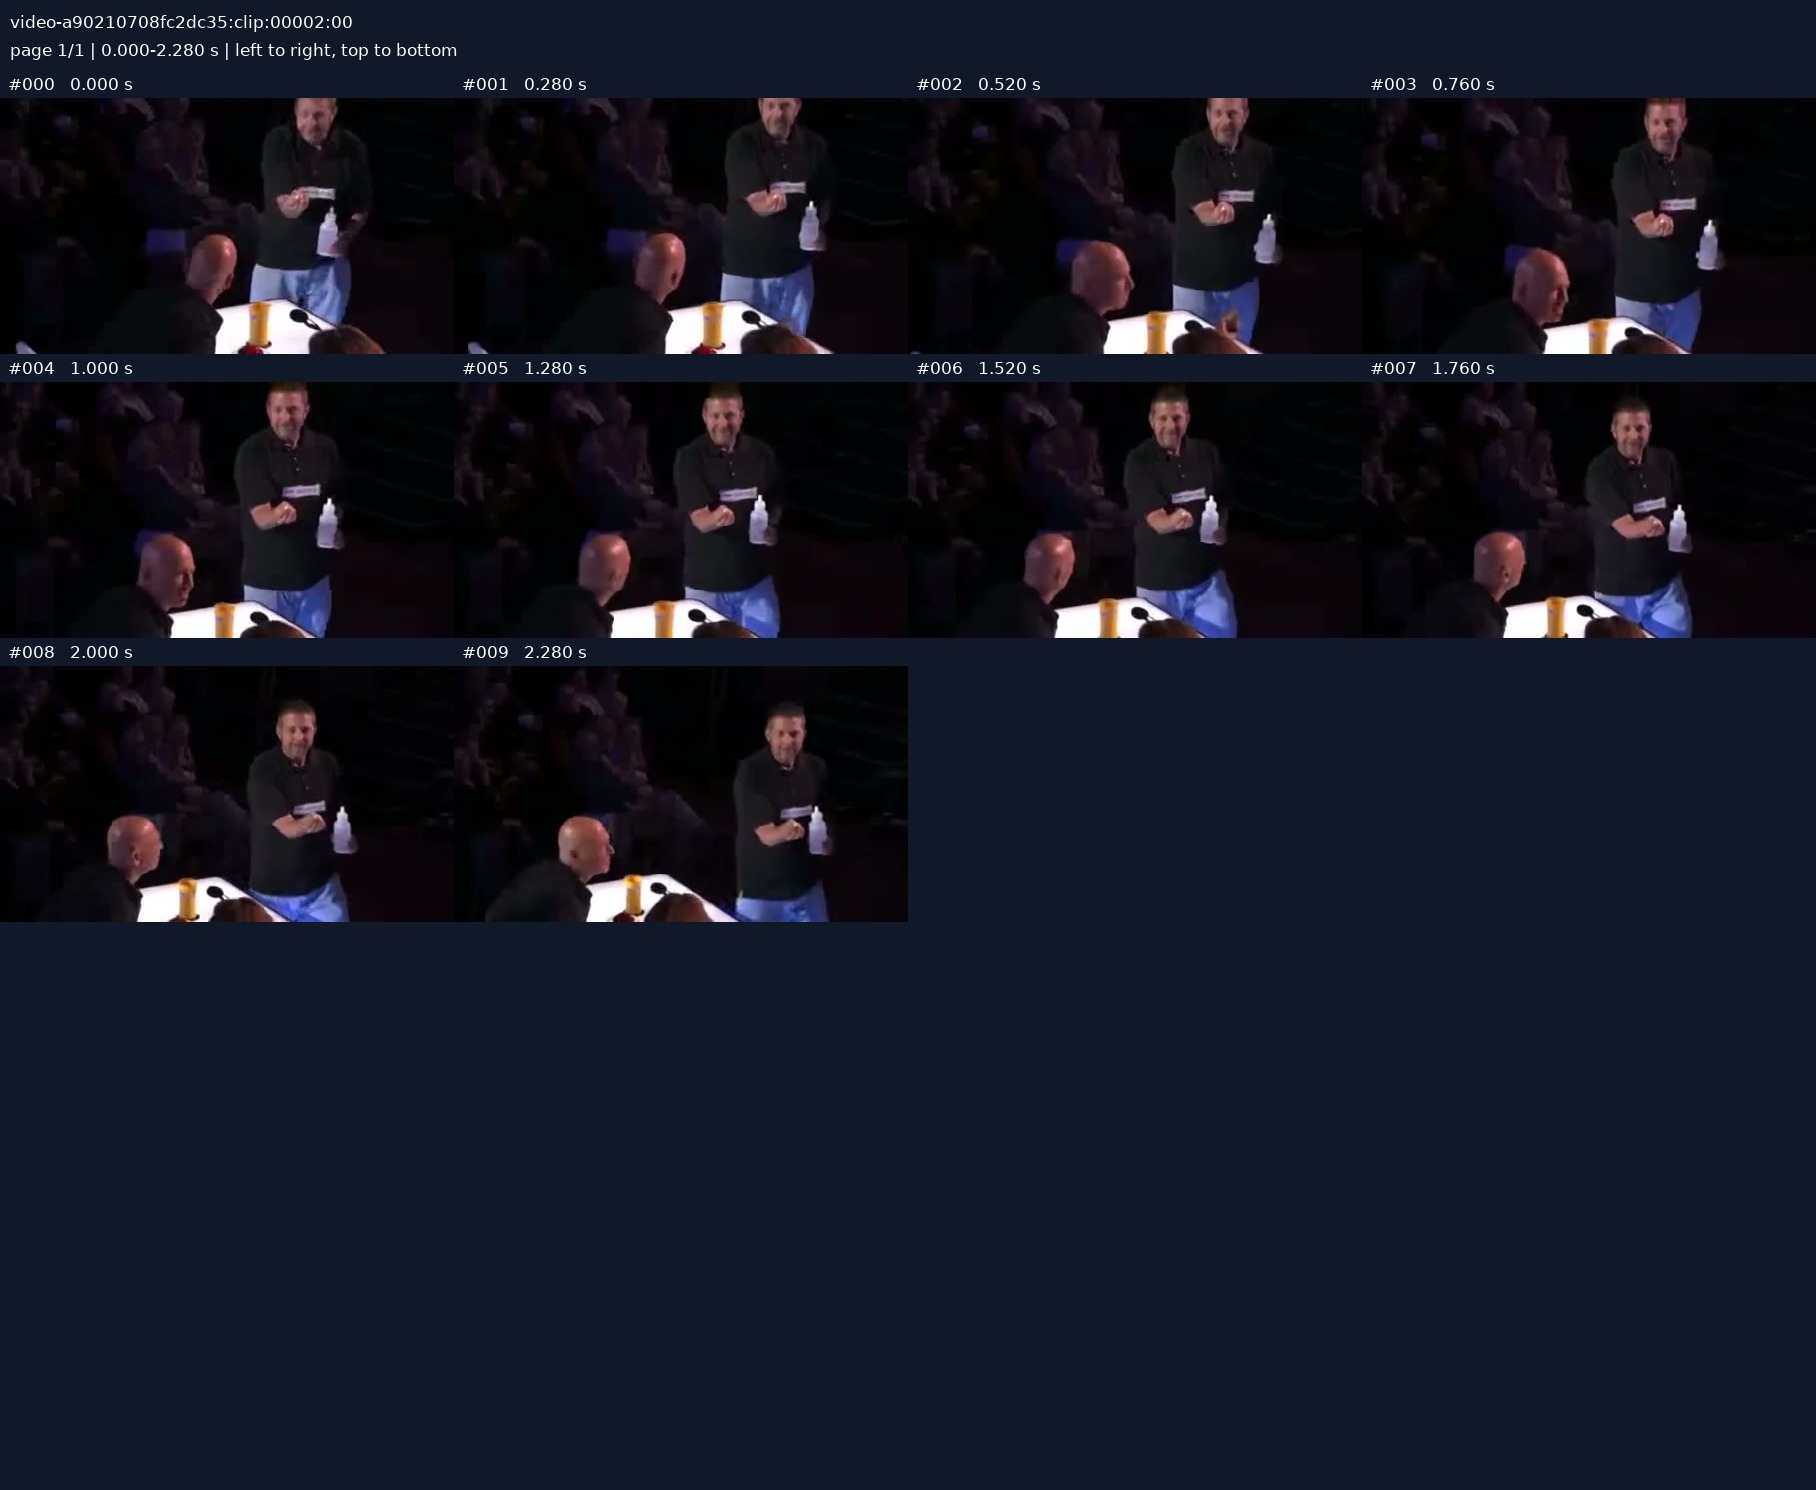 video-a90210708fc2dc35:clip:00002:00
page 1/1 | 0.000-2.280 s | left to right, top to bottom
#000 0.000 s
#001 0.280 s
#002 0.520 s
#003 0.760 s
#004 1.000 s
#005 1.280 s
#006 1.520 s
#007 1.760 s
#008 2.000 s
#009 2.280 s